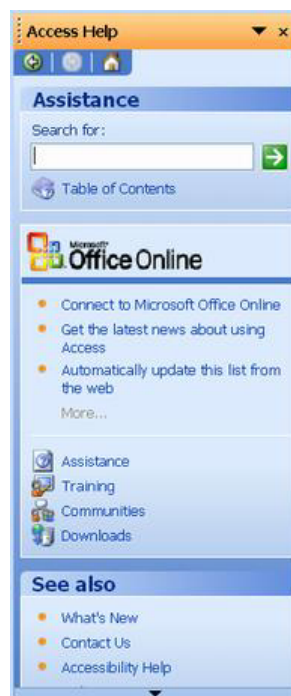 Access Help
Assistance
Search for:
Table of Contents
Microsoft
Office Online
Connect to Microsoft Office Online
Get the latest news about using
Access
Automatically update this list from
the web
More...
Assistance
Training
Communities
Downloads
See also
What's New
Contact Us
Accessibility Help